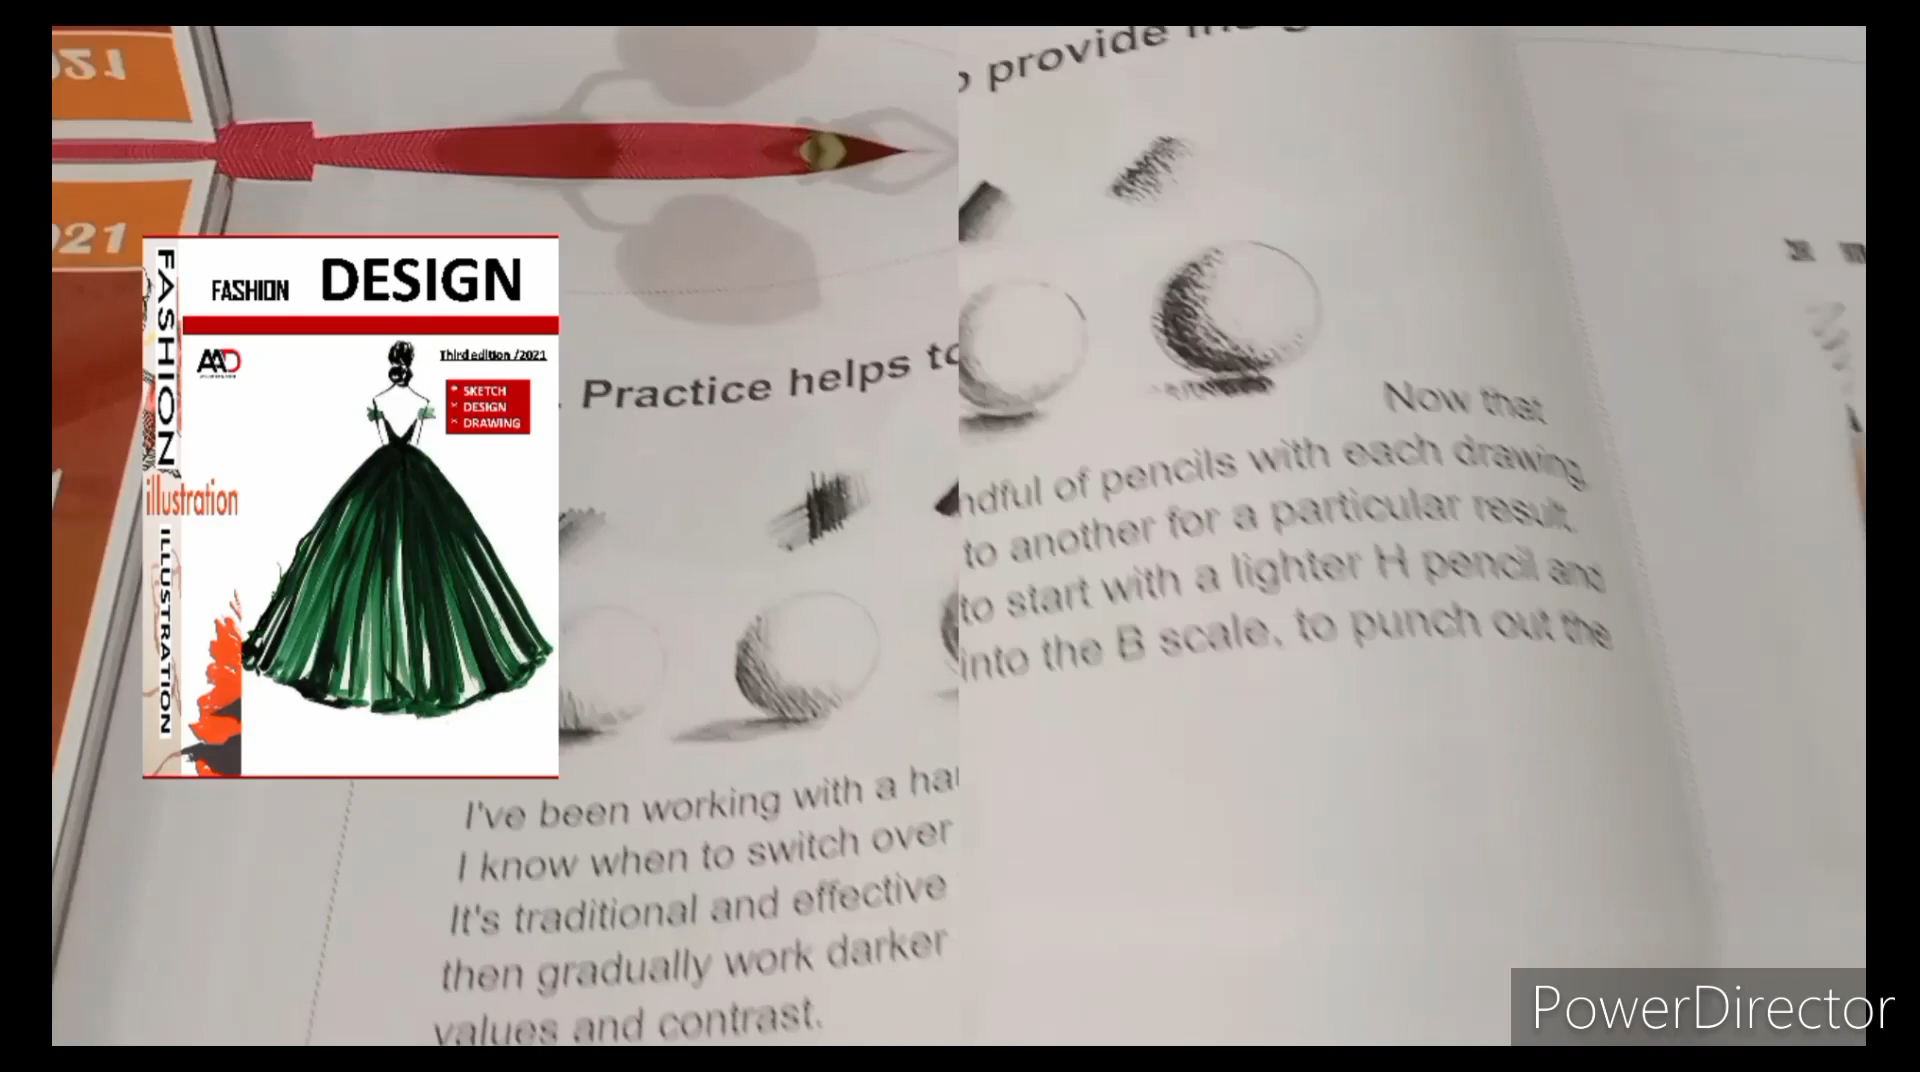 021
021
FASHION
illustration
ILLUSTRATION
FASHION DESIGN
AAD
Third edition /2021
SKETCH
DESIGN
DRAWING
Practice helps to
I've been working with a ha
I know when to switch over
It's traditional and effective
then gradually work darker
values and contrast.
provide
Now that
ndful of pencils with each drawing
to another for a particular result.
to start with a lighter H pencil and
into the B scale, to punch out the
PowerDirector